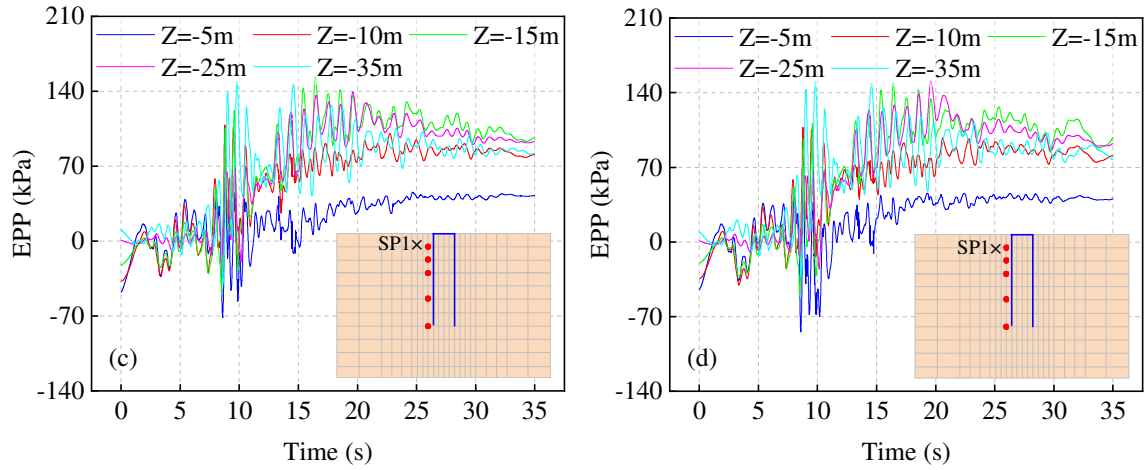 210
140
70
0
-70
-140
EPP (kPa)
Z=-5m Z=-10m Z=-15m
Z=-25m Z=-35m
SP1×
(c)
0 5 10 15 20 25 30 35
Time (s)
210
140
70
0
-70
-140
EPP (kPa)
Z=-5m Z=-10m Z=-15m
Z=-25m Z=-35m
SP1×
(d)
0 5 10 15 20 25 30 35
Time (s)